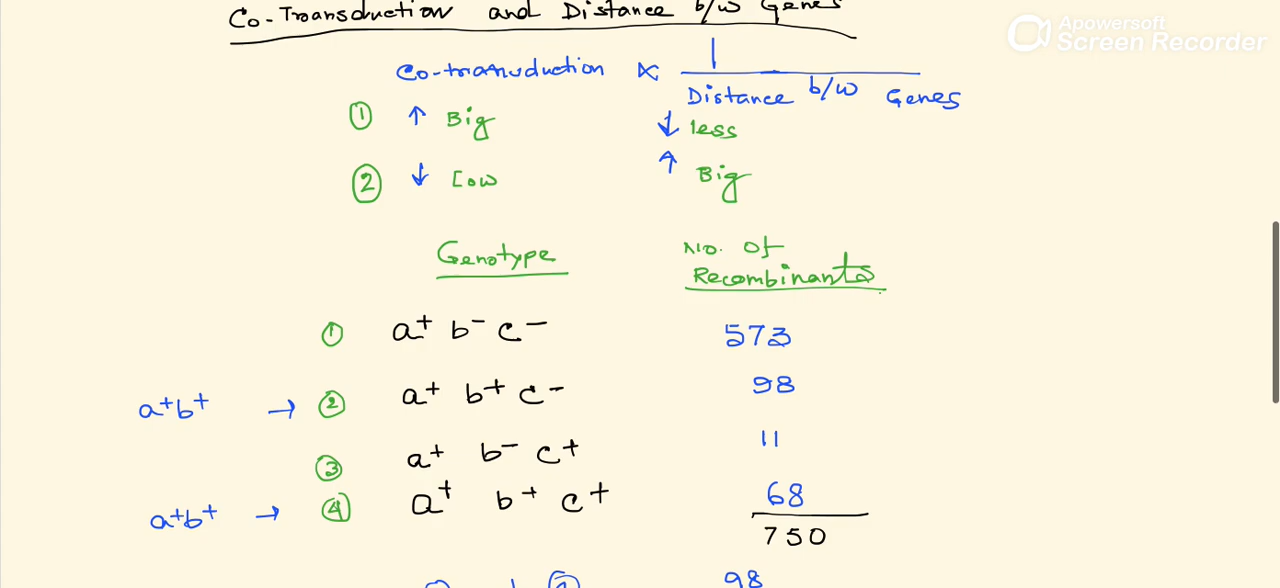 Co-Transduction and Distance b/w Genes
Apowersoft
Screen Recorder
Co-transduction ∝ 1
Distance b/w Genes
① ↑ Big ↓ less
② ↓ Low ↑ Big
Genotype No. of
Recombinants
① a+ b- c- 573
a+b+ → ② a+ b+ c- 98
③ a+ b- c+ 11
a+b+ → ④ a+ b+ c+ 68
750
98